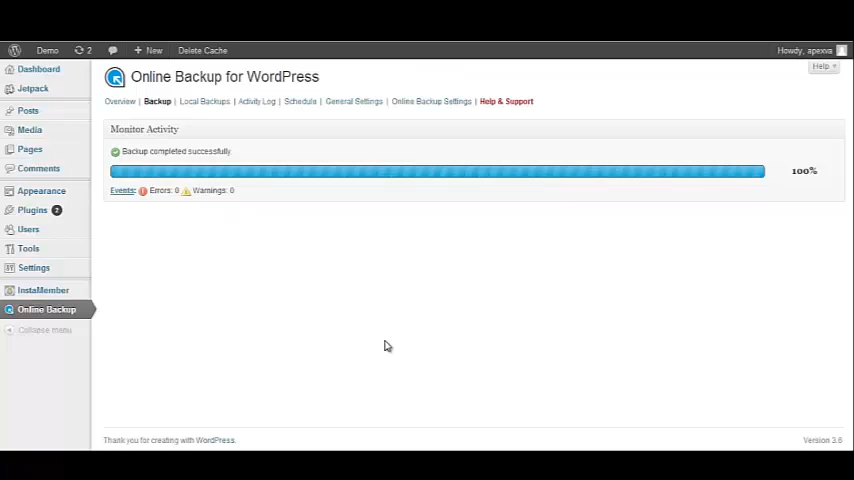 Demo 2 + New Delete Cache Howdy, apexva
Dashboard
Jetpack
Posts
Media
Pages
Comments
Appearance
Plugins 2
Users
Tools
Settings
InstaMember
Online Backup
Collapse menu
Help
Online Backup for WordPress
Overview | Backup | Local Backups | Activity Log | Schedule | General Settings | Online Backup Settings | Help & Support
Monitor Activity
Backup completed successfully.
100%
Events: Errors: 0 Warnings: 0
Thank you for creating with WordPress. Version 3.6